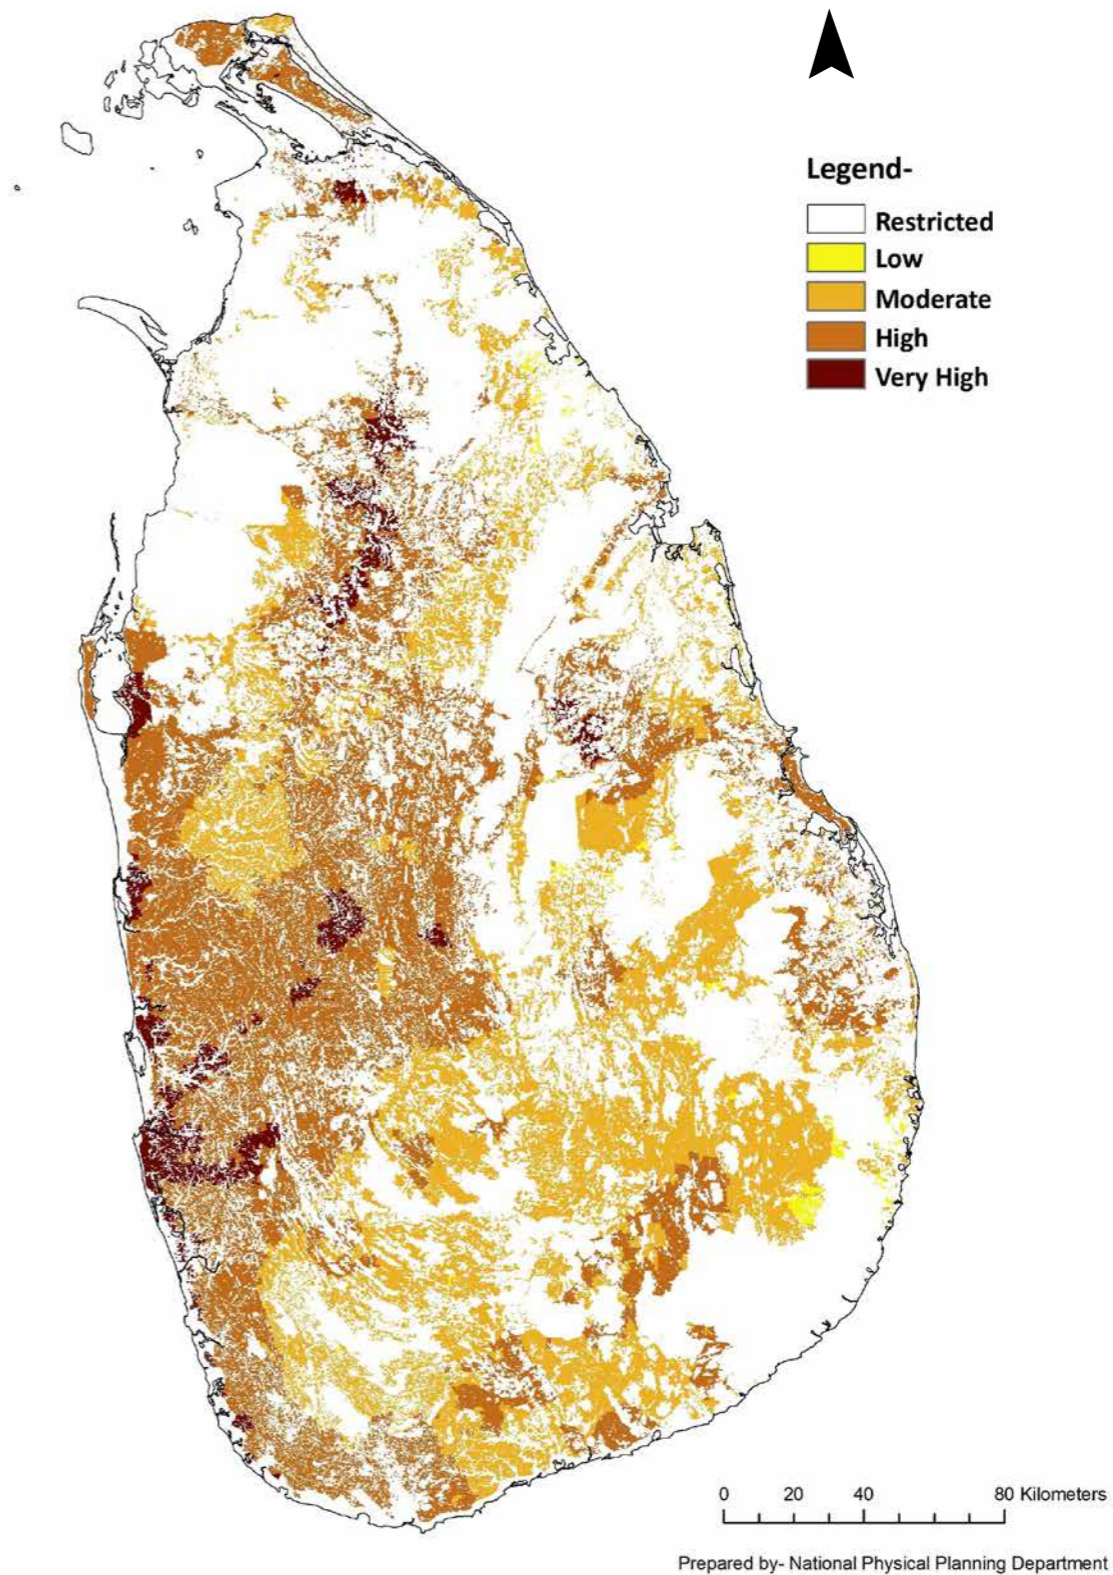 Legend-
Restricted
Low
Moderate
High
Very High
0 20 40 80 Kilometers
Prepared by- National Physical Planning Department